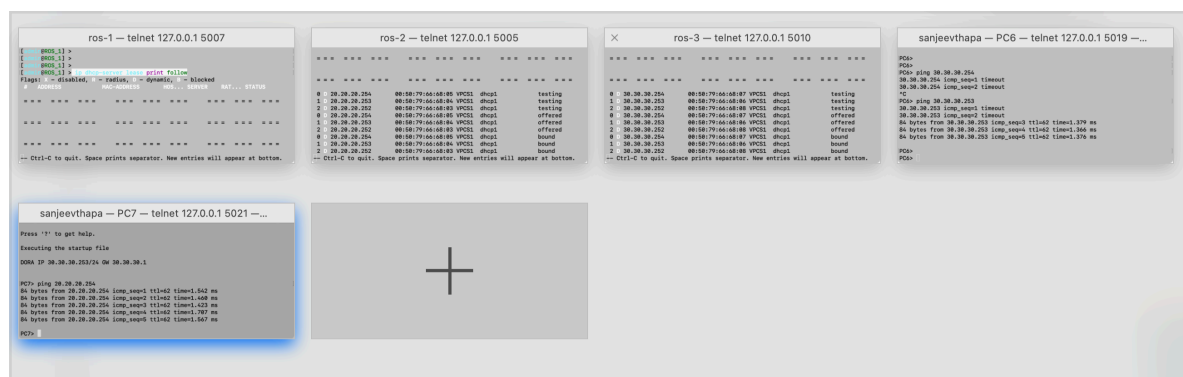 ros-1 — telnet 127.0.0.1 5007
@ROS_1] >
@ROS_1] >
@ROS_1] >
@ROS_1] > ip dhcp-server lease print follow
Flags: - disabled, - radius, - dynamic, - blocked
# ADDRESS MAC-ADDRESS HOS... SERVER RAT... STATUS
--- --- --- --- --- --- --- --- ---
--- --- --- --- --- --- --- --- ---
--- --- --- --- --- --- --- --- ---
-- Ctrl-C to quit. Space prints separator. New entries will appear at bottom.
ros-2 — telnet 127.0.0.1 5005
--- --- --- --- --- --- --- --- ---
--- --- --- --- --- --- --- --- ---
0 D 20.20.20.254 00:50:79:66:68:05 VPCS1 dhcp1 testing
1 D 20.20.20.253 00:50:79:66:68:04 VPCS1 dhcp1 testing
2 D 20.20.20.252 00:50:79:66:68:03 VPCS1 dhcp1 testing
0 D 20.20.20.254 00:50:79:66:68:05 VPCS1 dhcp1 offered
1 D 20.20.20.253 00:50:79:66:68:04 VPCS1 dhcp1 offered
2 D 20.20.20.252 00:50:79:66:68:03 VPCS1 dhcp1 offered
0 D 20.20.20.254 00:50:79:66:68:05 VPCS1 dhcp1 bound
1 D 20.20.20.253 00:50:79:66:68:04 VPCS1 dhcp1 bound
2 D 20.20.20.252 00:50:79:66:68:03 VPCS1 dhcp1 bound
-- Ctrl-C to quit. Space prints separator. New entries will appear at bottom.
ros-3 — telnet 127.0.0.1 5010
--- --- --- --- --- --- --- --- ---
--- --- --- --- --- --- --- --- ---
0 D 30.30.30.254 00:50:79:66:68:07 VPCS1 dhcp1 testing
1 D 30.30.30.253 00:50:79:66:68:06 VPCS1 dhcp1 testing
2 D 30.30.30.252 00:50:79:66:68:08 VPCS1 dhcp1 testing
0 D 30.30.30.254 00:50:79:66:68:07 VPCS1 dhcp1 offered
1 D 30.30.30.253 00:50:79:66:68:06 VPCS1 dhcp1 offered
2 D 30.30.30.252 00:50:79:66:68:08 VPCS1 dhcp1 offered
0 D 30.30.30.254 00:50:79:66:68:07 VPCS1 dhcp1 bound
1 D 30.30.30.253 00:50:79:66:68:06 VPCS1 dhcp1 bound
2 D 30.30.30.252 00:50:79:66:68:08 VPCS1 dhcp1 bound
-- Ctrl-C to quit. Space prints separator. New entries will appear at bottom.
sanjeevthapa — PC6 — telnet 127.0.0.1 5019 —...
PC6>
PC6>
PC6> ping 30.30.30.254
30.30.30.254 icmp_seq=1 timeout
30.30.30.254 icmp_seq=2 timeout
^C
PC6> ping 30.30.30.253
30.30.30.253 icmp_seq=1 timeout
30.30.30.253 icmp_seq=2 timeout
84 bytes from 30.30.30.253 icmp_seq=3 ttl=62 time=1.379 ms
84 bytes from 30.30.30.253 icmp_seq=4 ttl=62 time=1.366 ms
84 bytes from 30.30.30.253 icmp_seq=5 ttl=62 time=1.376 ms
PC6>
PC6>
sanjeevthapa — PC7 — telnet 127.0.0.1 5021 —...
Press '?' to get help.
Executing the startup file
DORA IP 30.30.30.253/24 GW 30.30.30.1
PC7> ping 20.20.20.254
84 bytes from 20.20.20.254 icmp_seq=1 ttl=62 time=1.542 ms
84 bytes from 20.20.20.254 icmp_seq=2 ttl=62 time=1.460 ms
84 bytes from 20.20.20.254 icmp_seq=3 ttl=62 time=1.423 ms
84 bytes from 20.20.20.254 icmp_seq=4 ttl=62 time=1.707 ms
84 bytes from 20.20.20.254 icmp_seq=5 ttl=62 time=1.567 ms
PC7>